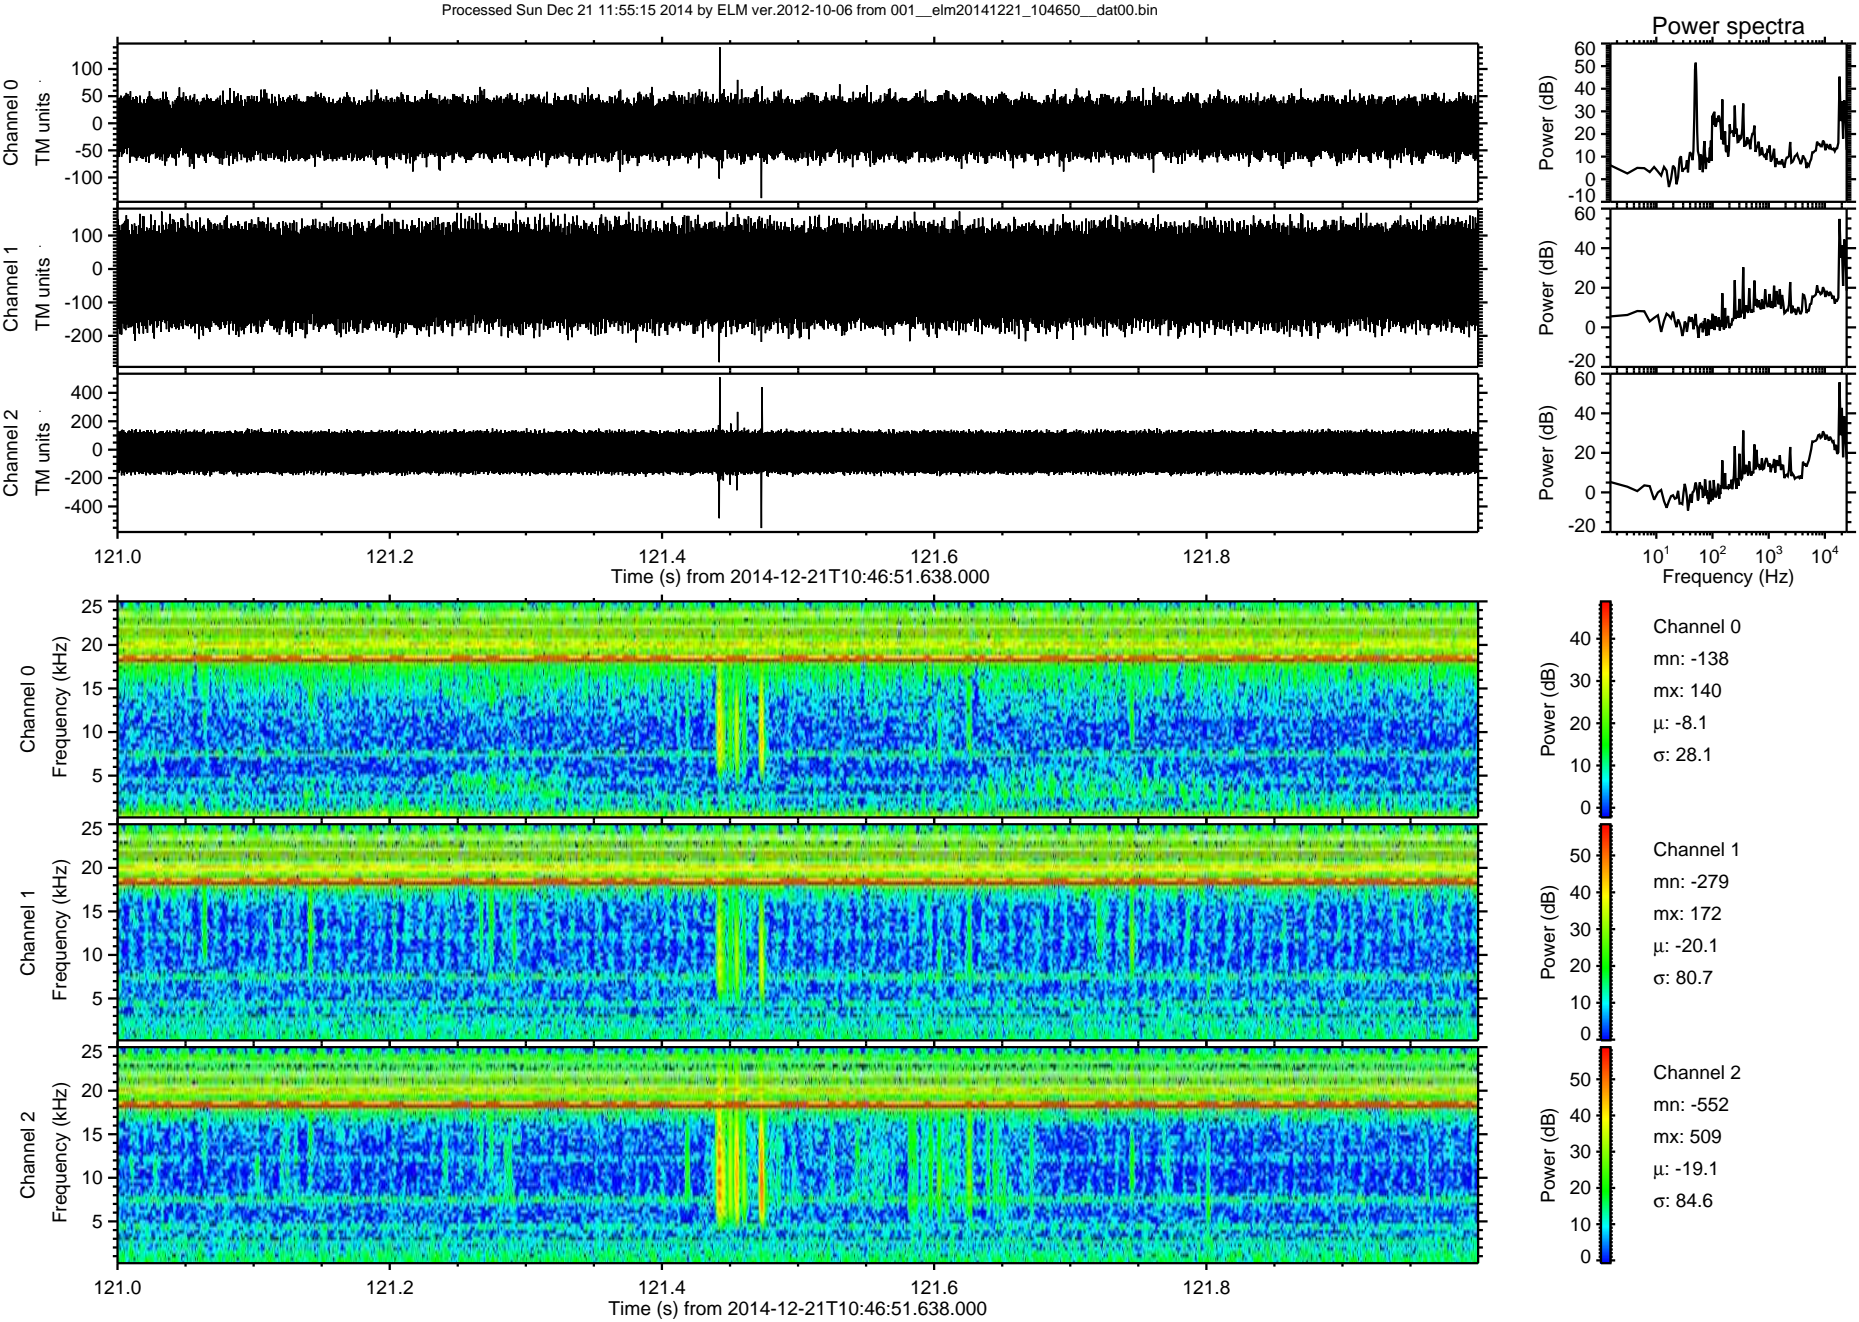 Processed Sun Dec 21 11:55:15 2014 by ELM ver.2012-10-06 from 001__elm20141221_104650__dat00.bin
Power spectra
Channel 0
TM units
100
50
0
-50
-100
Power (dB)
60
50
40
30
20
10
0
-10
Channel 1
TM units
100
0
-100
-200
Power (dB)
60
40
20
0
-20
Channel 2
TM units
400
200
0
-200
-400
Power (dB)
60
40
20
0
-20
121.0 121.2 121.4 121.6 121.8
Time (s) from 2014-12-21T10:46:51.638.000
10^1 10^2 10^3 10^4
Frequency (Hz)
Channel 0
Frequency (kHz)
25
20
15
10
5
Power (dB)
40
30
20
10
0
Channel 0
mn: -138
mx: 140
μ: -8.1
σ: 28.1
Channel 1
Frequency (kHz)
25
20
15
10
5
Power (dB)
50
40
30
20
10
0
Channel 1
mn: -279
mx: 172
μ: -20.1
σ: 80.7
Channel 2
Frequency (kHz)
25
20
15
10
5
Power (dB)
50
40
30
20
10
0
Channel 2
mn: -552
mx: 509
μ: -19.1
σ: 84.6
121.0 121.2 121.4 121.6 121.8
Time (s) from 2014-12-21T10:46:51.638.000